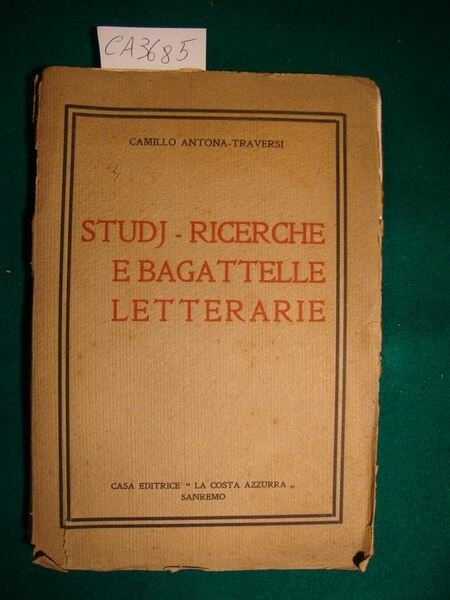 CA3685
CAMILLO ANTONA-TRAVERSI
STUDJ - RICERCHE
E BAGATTELLE
LETTERARIE
CASA EDITRICE " LA COSTA AZZURRA „
SANREMO